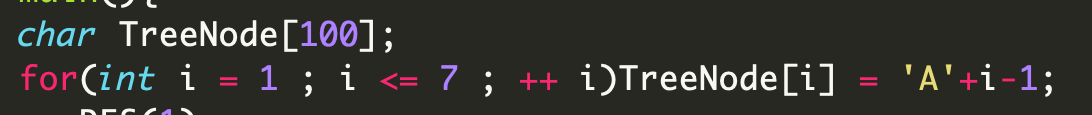 char TreeNode[100];
for(int i = 1 ; i <= 7 ; ++ i)TreeNode[i] = 'A'+i-1;